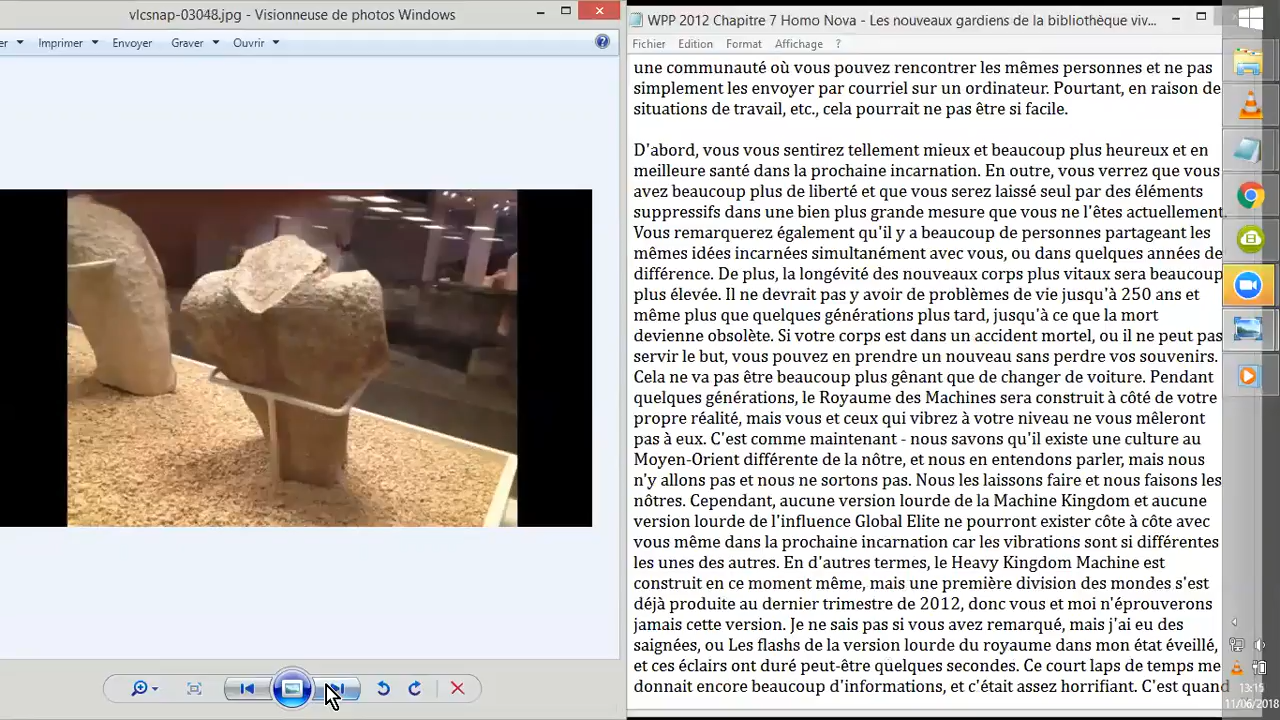 vlcsnap-03048.jpg - Visionneuse de photos Windows
er Imprimer Envoyer Graver Ouvrir
WPP 2012 Chapitre 7 Homo Nova - Les nouveaux gardiens de la bibliothèque viv...
Fichier Edition Format Affichage ?
une communauté où vous pouvez rencontrer les mêmes personnes et ne pas
simplement les envoyer par courriel sur un ordinateur. Pourtant, en raison de
situations de travail, etc., cela pourrait ne pas être si facile.
D'abord, vous vous sentirez tellement mieux et beaucoup plus heureux et en
meilleure santé dans la prochaine incarnation. En outre, vous verrez que vous
avez beaucoup plus de liberté et que vous serez laissé seul par des éléments
suppressifs dans une bien plus grande mesure que vous ne l'êtes actuellement.
Vous remarquerez également qu'il y a beaucoup de personnes partageant les
mêmes idées incarnées simultanément avec vous, ou dans quelques années de
différence. De plus, la longévité des nouveaux corps plus vitaux sera beaucoup
plus élevée. Il ne devrait pas y avoir de problèmes de vie jusqu'à 250 ans et
même plus que quelques générations plus tard, jusqu'à ce que la mort
devienne obsolète. Si votre corps est dans un accident mortel, ou il ne peut pas
servir le but, vous pouvez en prendre un nouveau sans perdre vos souvenirs.
Cela ne va pas être beaucoup plus gênant que de changer de voiture. Pendant
quelques générations, le Royaume des Machines sera construit à côté de votre
propre réalité, mais vous et ceux qui vibrez à votre niveau ne vous mêleront
pas à eux. C'est comme maintenant - nous savons qu'il existe une culture au
Moyen-Orient différente de la nôtre, et nous en entendons parler, mais nous
n'y allons pas et nous ne sortons pas. Nous les laissons faire et nous faisons les
nôtres. Cependant, aucune version lourde de la Machine Kingdom et aucune
version lourde de l'influence Global Elite ne pourront exister côte à côte avec
vous même dans la prochaine incarnation car les vibrations sont si différentes
les unes des autres. En d'autres termes, le Heavy Kingdom Machine est
construit en ce moment même, mais une première division des mondes s'est
déjà produite au dernier trimestre de 2012, donc vous et moi n'éprouverons
jamais cette version. Je ne sais pas si vous avez remarqué, mais j'ai eu des
saignées, ou Les flashs de la version lourde du royaume dans mon état éveillé,
et ces éclairs ont duré peut-être quelques secondes. Ce court laps de temps me
donnait encore beaucoup d'informations, et c'était assez horrifiant. C'est quand
13:15
11/06/2018